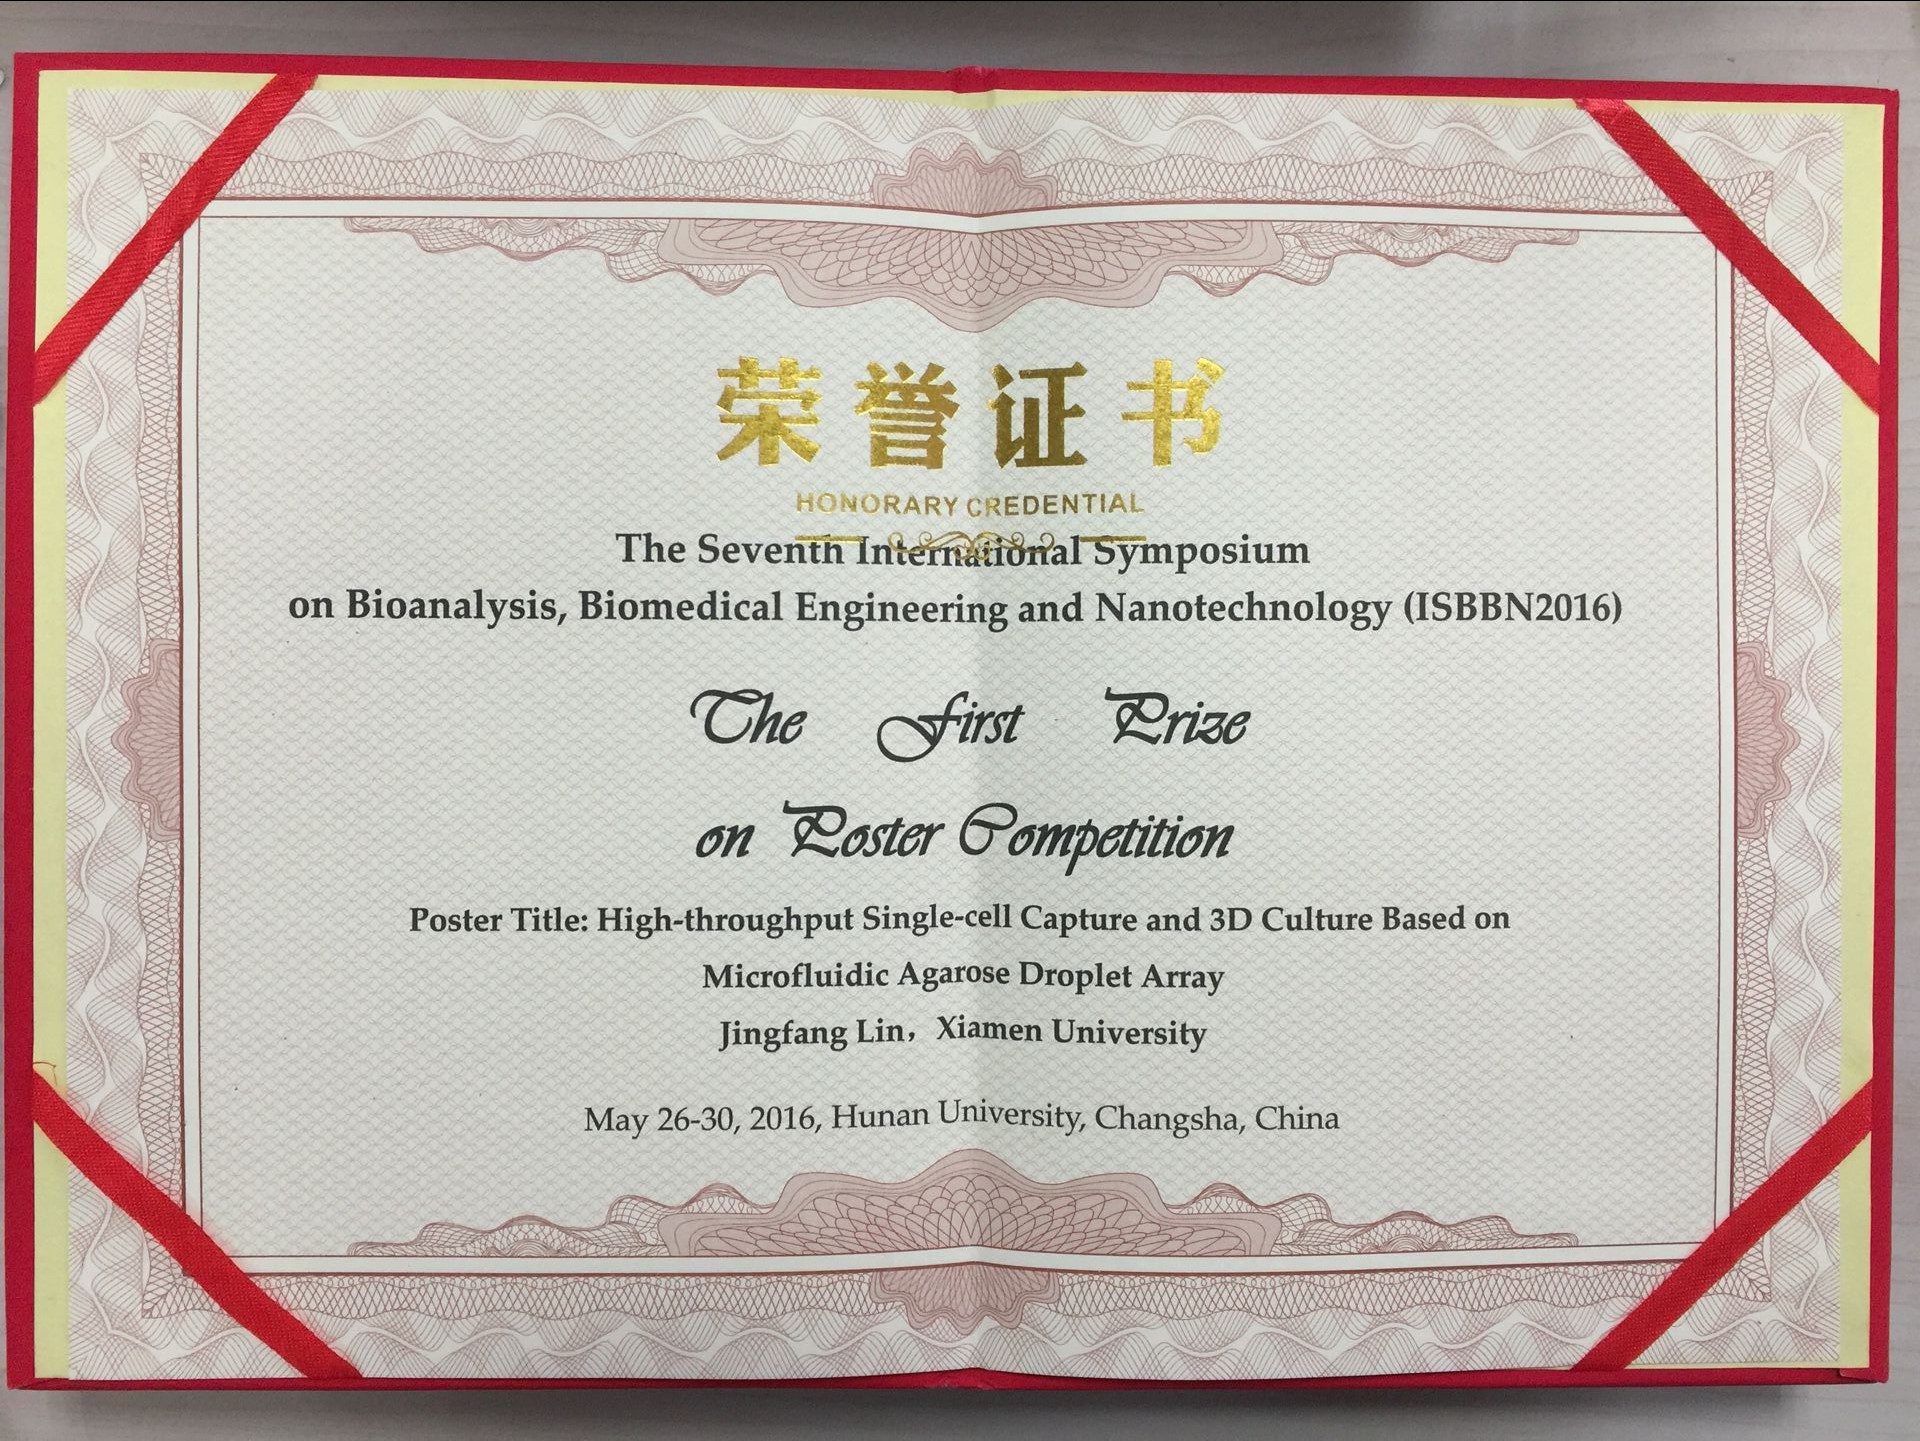 荣誉证书
HONORARY CREDENTIAL
The Seventh International Symposium
on Bioanalysis, Biomedical Engineering and Nanotechnology (ISBBN2016)
The First Prize
on Poster Competition
Poster Title: High-throughput Single-cell Capture and 3D Culture Based on
Microfluidic Agarose Droplet Array
Jingfang Lin，Xiamen University
May 26-30, 2016, Hunan University, Changsha, China